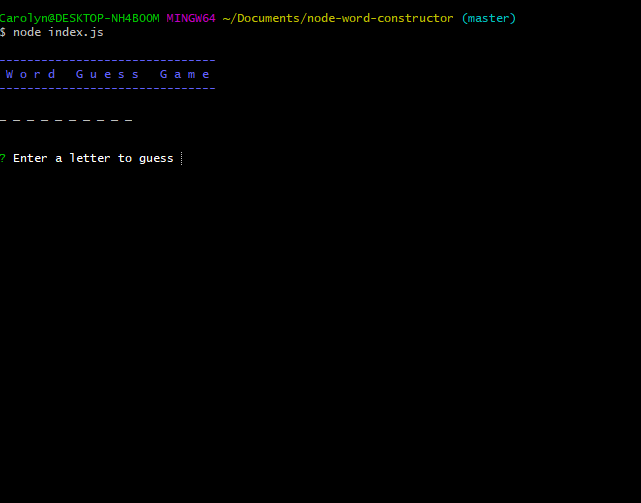 Carolyn@DESKTOP-NH4BOOM MINGW64 ~/Documents/node-word-constructor (master)
$ node index.js
-------------------------------
W o r d   G u e s s   G a m e
-------------------------------
_ _ _ _ _ _ _ _ _ _
? Enter a letter to guess